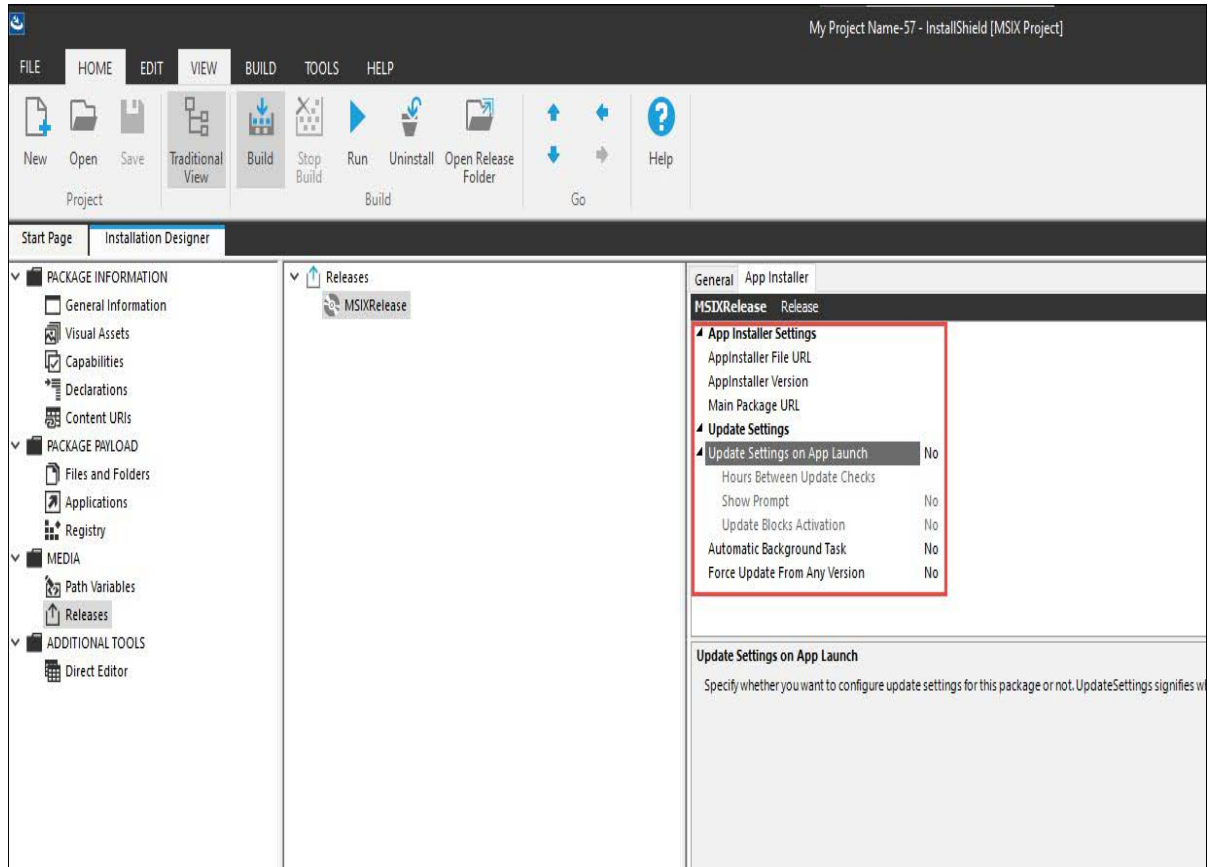 My Project Name-57 - InstallShield [MSIX Project]
FILE HOME EDIT VIEW BUILD TOOLS HELP
New Open Save Traditional View Build Stop Build Run Uninstall Open Release Folder Help
Project Build Go
Start Page Installation Designer
PACKAGE INFORMATION
General Information
Visual Assets
Capabilities
Declarations
Content URIs
PACKAGE PAYLOAD
Files and Folders
Applications
Registry
MEDIA
Path Variables
Releases
ADDITIONAL TOOLS
Direct Editor
Releases
MSIXRelease
General App Installer
MSIXRelease Release
App Installer Settings
AppInstaller File URL
AppInstaller Version
Main Package URL
Update Settings
Update Settings on App Launch No
Hours Between Update Checks
Show Prompt No
Update Blocks Activation No
Automatic Background Task No
Force Update From Any Version No
Update Settings on App Launch
Specify whether you want to configure update settings for this package or not. UpdateSettings signifies